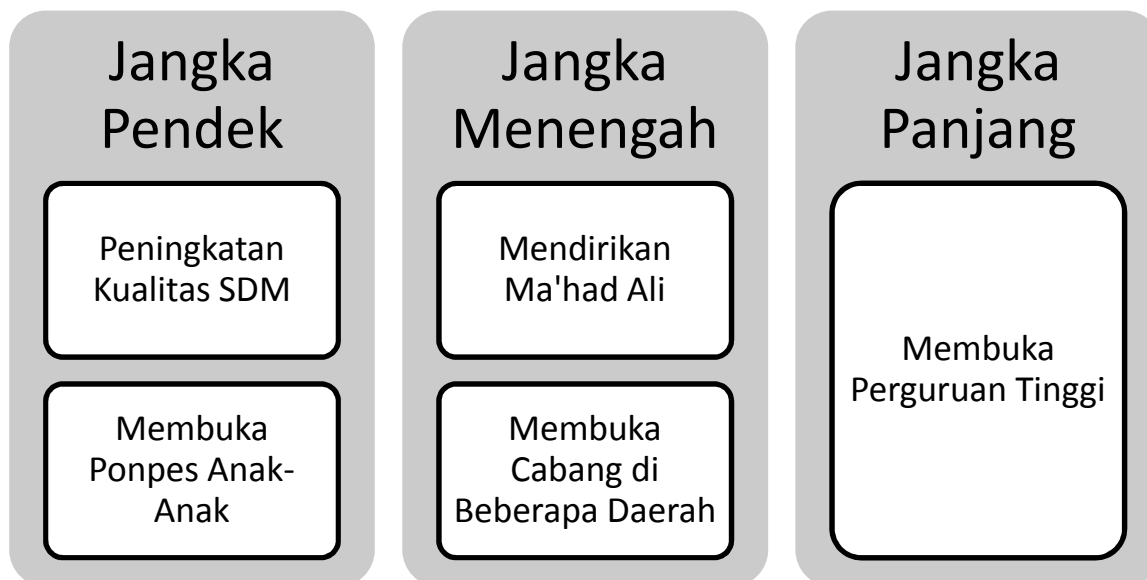 Jangka
Pendek
Peningkatan
Kualitas SDM
Membuka
Ponpes Anak-
Anak
Jangka
Menengah
Mendirikan
Ma'had Ali
Membuka
Cabang di
Beberapa Daerah
Jangka
Panjang
Membuka
Perguruan Tinggi